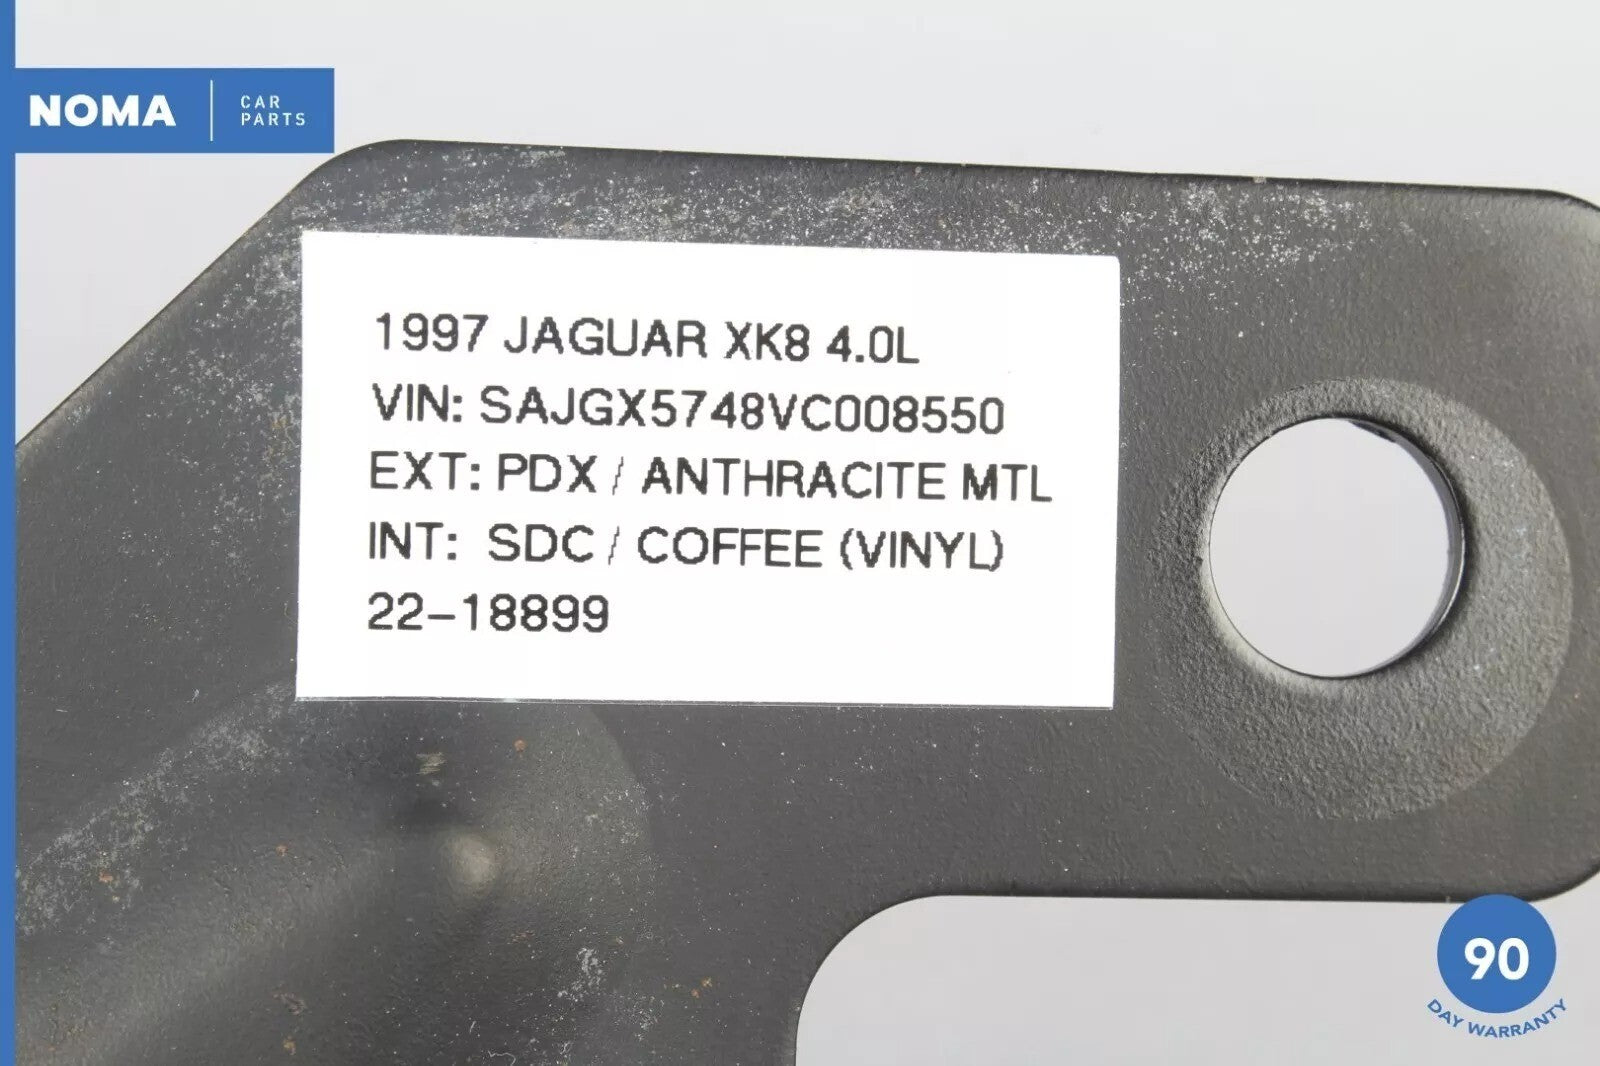 NOMA
CAR
PARTS
1997 JAGUAR XK8 4.0L
VIN: SAJGX5748VC008550
EXT: PDX / ANTHRACITE MTL
INT: SDC / COFFEE (VINYL)
22-18899
90
DAY WARRANTY